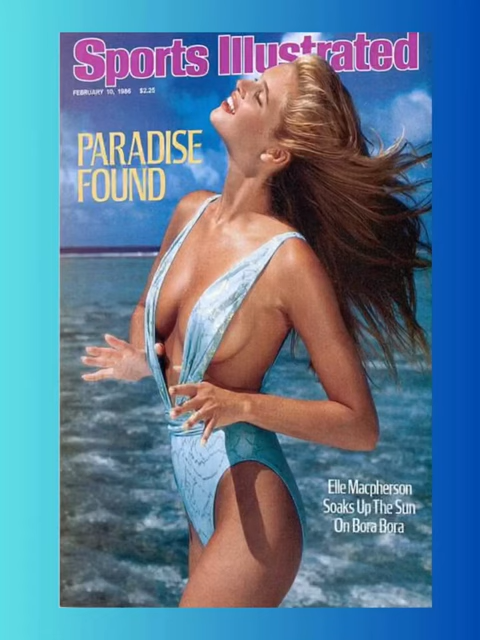 Sports Illustrated
FEBRUARY 10, 1986 $2.25
PARADISE
FOUND
Elle Macpherson
Soaks Up The Sun
On Bora Bora